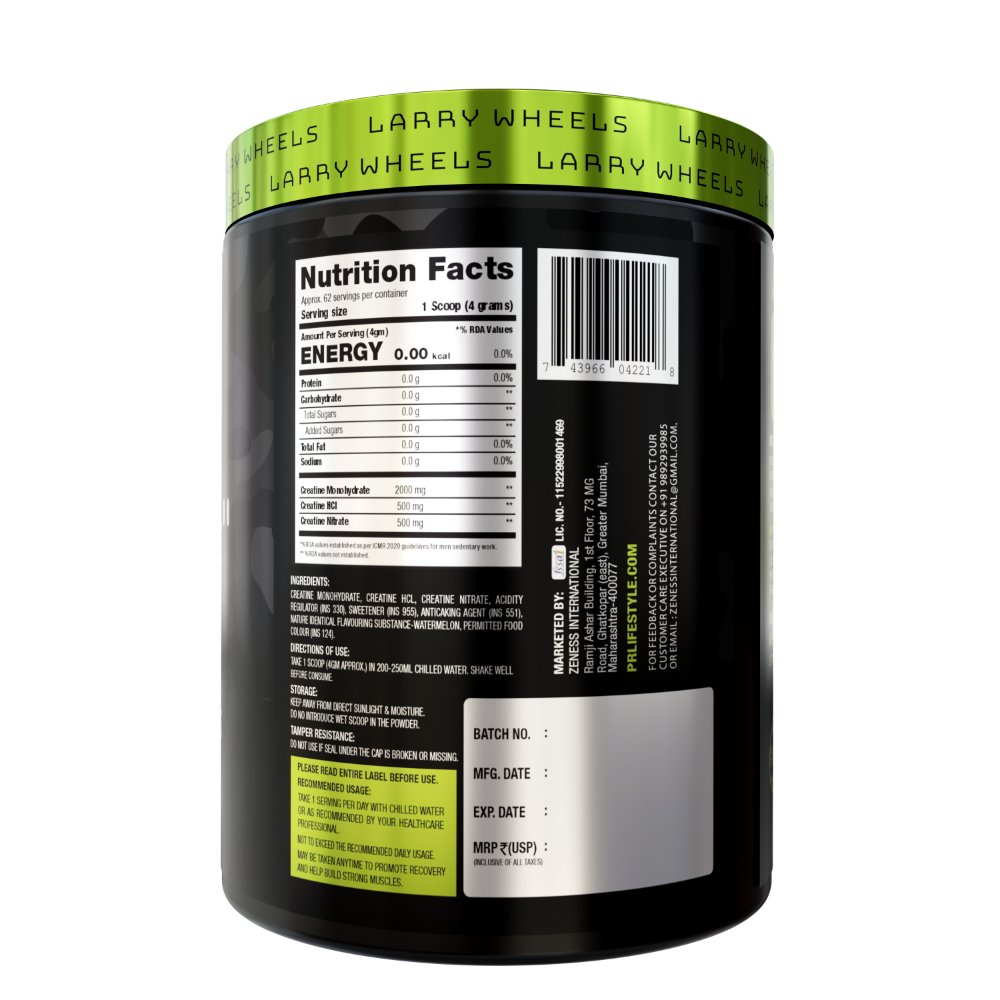 LARRY WHEELS LARRY WHEELS LARRY WHEELS
LARRY WHEELS LARRY WHEELS
Nutrition Facts
Approx. 62 servings per container
Serving size 1 Scoop (4 grams)
Amount Per Serving (4gm) *% RDA Values
ENERGY 0.00 kcal 0.0%
Protein 0.0 g 0.0%
Carbohydrate 0.0 g **
Total Sugars 0.0 g **
Added Sugars 0.0 g **
Total Fat 0.0 g 0.0%
Sodium 0.0 g 0.0%
Creatine Monohydrate 2000 mg **
Creatine HCl 500 mg **
Creatine Nitrate 500 mg **
*% RDA values established as per ICMR 2020 guidelines for men sedentary work.
**% RDA values not established.
INGREDIENTS:
CREATINE MONOHYDRATE, CREATINE HCL, CREATINE NITRATE, ACIDITY
REGULATOR (INS 330), SWEETENER (INS 955), ANTICAKING AGENT (INS 551),
NATURE IDENTICAL FLAVOURING SUBSTANCE-WATERMELON, PERMITTED FOOD
COLOUR (INS 124).
DIRECTIONS OF USE:
TAKE 1 SCOOP (4GM APPROX.) IN 200-250ML CHILLED WATER. SHAKE WELL
BEFORE CONSUME.
STORAGE:
KEEP AWAY FROM DIRECT SUNLIGHT & MOISTURE.
DO NO INTRODUCE WET SCOOP IN THE POWDER.
TAMPER RESISTANCE:
DO NOT USE IF SEAL UNDER THE CAP IS BROKEN OR MISSING.
PLEASE READ ENTIRE LABEL BEFORE USE.
RECOMMENDED USAGE:
TAKE 1 SERVING PER DAY WITH CHILLED WATER
OR AS RECOMMENDED BY YOUR HEALTHCARE
PROFESSIONAL.
NOT TO EXCEED THE RECOMMENDED DAILY USAGE.
MAY BE TAKEN ANYTIME TO PROMOTE RECOVERY
AND HELP BUILD STRONG MUSCLES.
7 43966 04221 8
MARKETED BY: fssai LIC. NO.- 11522998001469
ZENESS INTERNATIONAL
Ramji Ashar Building, 1st Floor, 73 MG
Road, Ghatkopar (east), Greater Mumbai,
Maharashtra-400077
PRLIFESTYLE.COM
FOR FEEDBACK OR COMPLAINTS CONTACT OUR
CUSTOMER CARE EXECUTIVE ON +91 9892939985
OR EMAIL : ZENESSINTERNATIONAL@GMAIL.COM.
BATCH NO. :
MFG. DATE :
EXP. DATE :
MRP ₹(USP) :
(INCLUSIVE OF ALL TAXES)